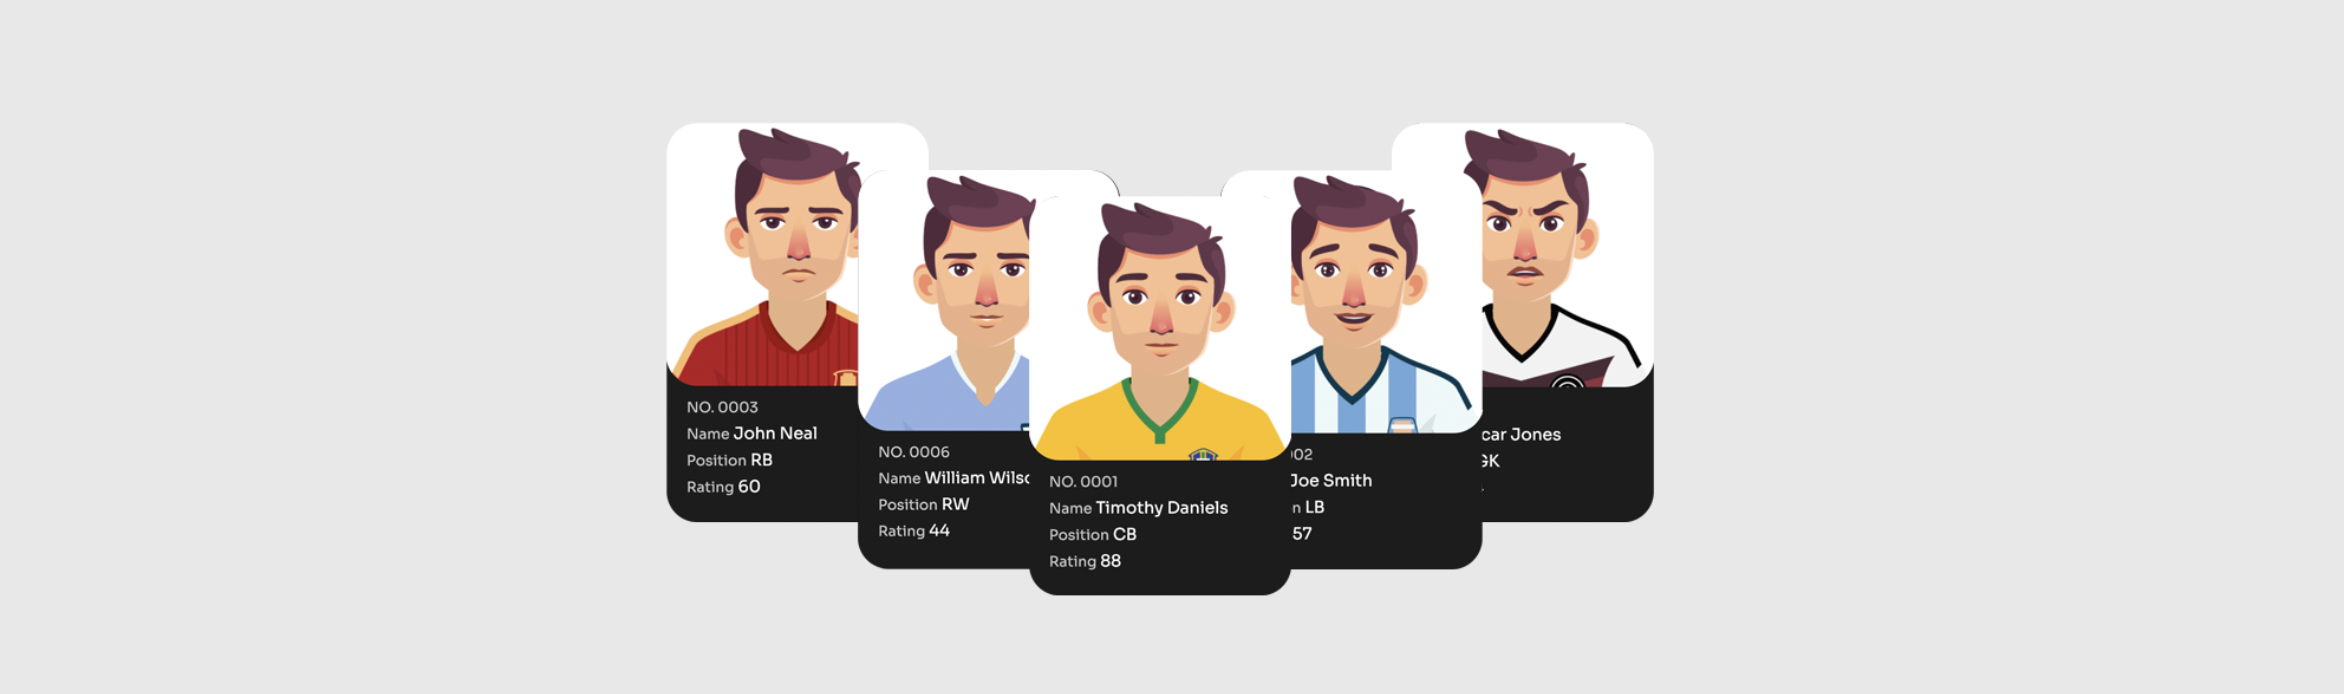 NO. 0003
Name John Neal
Position RB
Rating 60
NO. 0006
Name William
Position RW
Rating 44
NO. 0001
Name Timothy Daniels
Position CB
Rating 88
02
Joe Smith
n LB
57
car Jones
GK